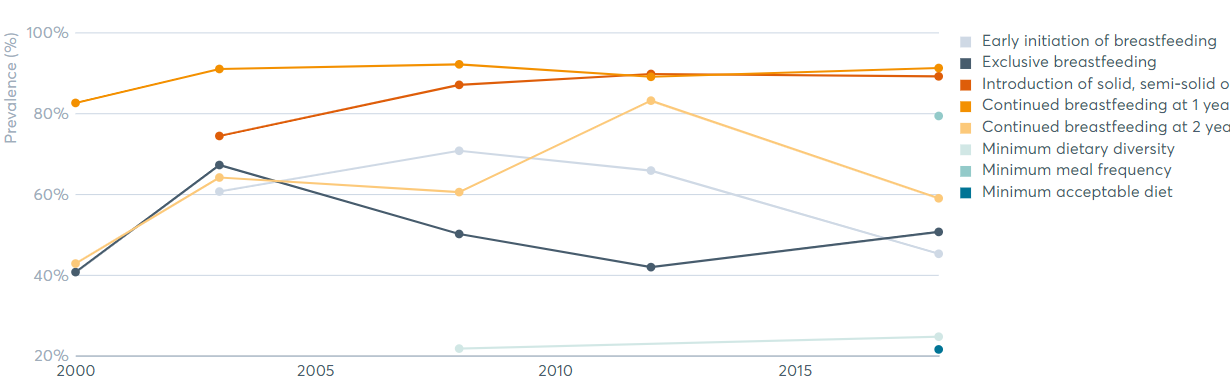 Prevalence (%)
100%
80%
60%
40%
20%
2000
2005
2010
2015
Early initiation of breastfeeding
Exclusive breastfeeding
Introduction of solid, semi-solid o
Continued breastfeeding at 1 yea
Continued breastfeeding at 2 yea
Minimum dietary diversity
Minimum meal frequency
Minimum acceptable diet